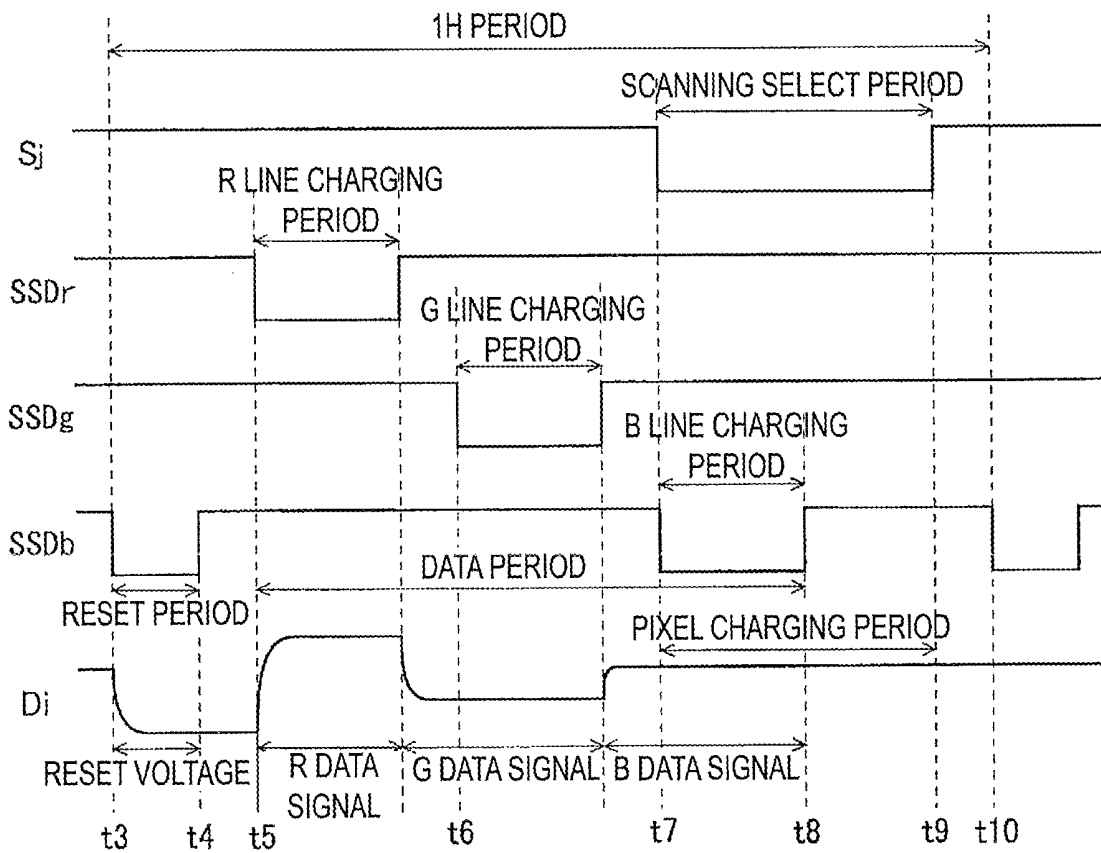 1H PERIOD
SCANNING SELECT PERIOD
Sj
R LINE CHARGING
PERIOD
SSDr
G LINE CHARGING
PERIOD
SSDg
B LINE CHARGING
PERIOD
SSDb
DATA PERIOD
RESET PERIOD
PIXEL CHARGING PERIOD
Di
RESET VOLTAGE
R DATA
SIGNAL
G DATA SIGNAL
B DATA SIGNAL
t3 t4 t5 t6 t7 t8 t9 t10